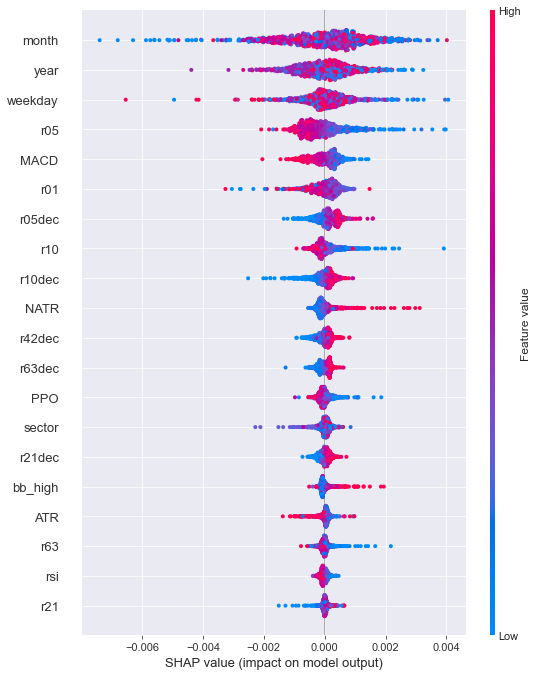 High
month
year
weekday
r05
MACD
r01
r05dec
r10
r10dec
NATR
r42dec
r63dec
PPO
sector
r21dec
bb_high
ATR
r63
rsi
r21
Feature value
Low
−0.006 −0.004 −0.002 0.000 0.002 0.004
SHAP value (impact on model output)